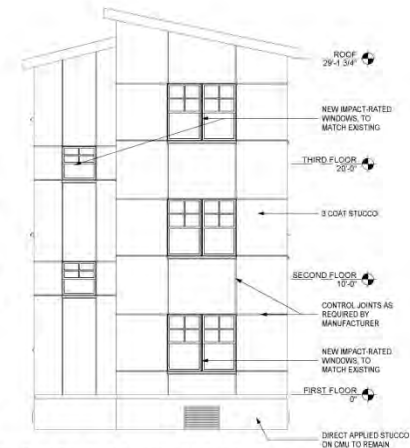 ROOF
29'-1 3/4"
NEW IMPACT-RATED
WINDOWS, TO
MATCH EXISTING
THIRD FLOOR
20'-0"
3 COAT STUCCO
SECOND FLOOR
10'-0"
CONTROL JOINTS AS
REQUIRED BY
MANUFACTURER
NEW IMPACT-RATED
WINDOWS, TO
MATCH EXISTING
FIRST FLOOR
0"
DIRECT APPLIED STUCCO
ON CMU TO REMAIN